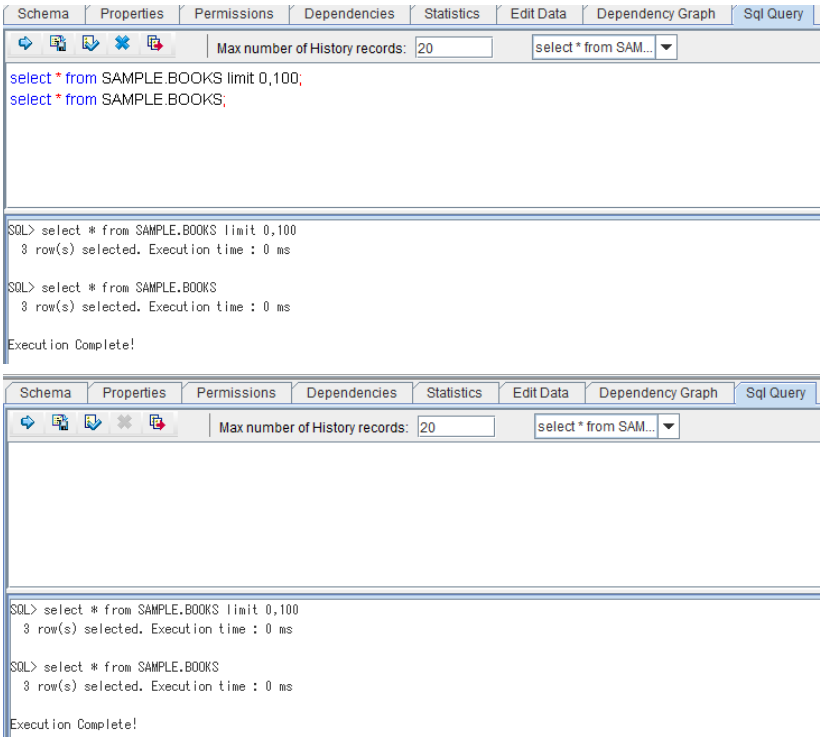 Schema Properties Permissions Dependencies Statistics Edit Data Dependency Graph Sql Query
Max number of History records: 20 select * from SAM...
select * from SAMPLE.BOOKS limit 0,100;
select * from SAMPLE.BOOKS;
SQL> select * from SAMPLE.BOOKS limit 0,100
3 row(s) selected. Execution time : 0 ms
SQL> select * from SAMPLE.BOOKS
3 row(s) selected. Execution time : 0 ms
Execution Complete!
Schema Properties Permissions Dependencies Statistics Edit Data Dependency Graph Sql Query
Max number of History records: 20 select * from SAM...
SQL> select * from SAMPLE.BOOKS limit 0,100
3 row(s) selected. Execution time : 0 ms
SQL> select * from SAMPLE.BOOKS
3 row(s) selected. Execution time : 0 ms
Execution Complete!